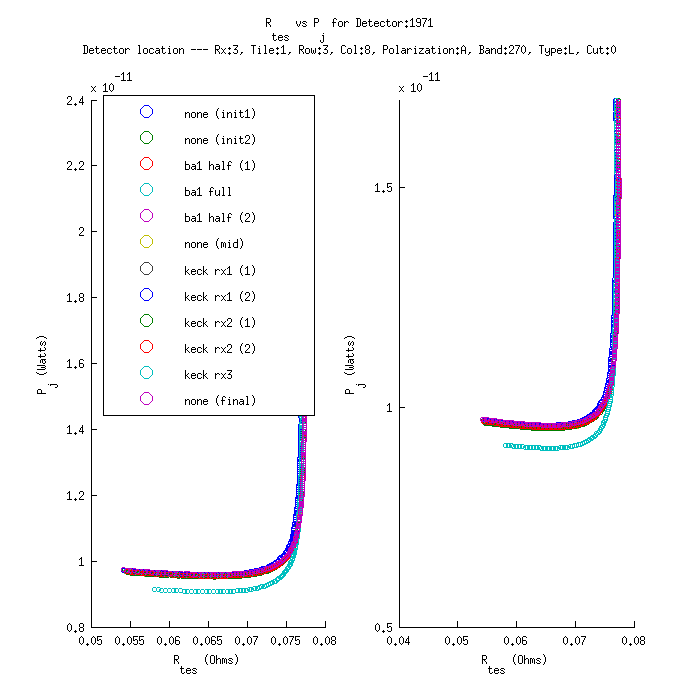 R    vs P  for Detector:1971
tes     j
Detector location --- Rx:3, Tile:1, Row:3, Col:8, Polarization:A, Band:270, Type:L, Cut:0
x 10^-11
2.4
2.2
2
1.8
1.6
1.4
1.2
1
0.8
P_j (Watts)
none (init1)
none (init2)
ba1 half (1)
ba1 full
ba1 half (2)
none (mid)
keck rx1 (1)
keck rx1 (2)
keck rx2 (1)
keck rx2 (2)
keck rx3
none (final)
0.05 0.055 0.06 0.065 0.07 0.075 0.08
R_tes (Ohms)
x 10^-11
1.5
1
0.5
P_j (Watts)
0.04 0.05 0.06 0.07 0.08
R_tes (Ohms)